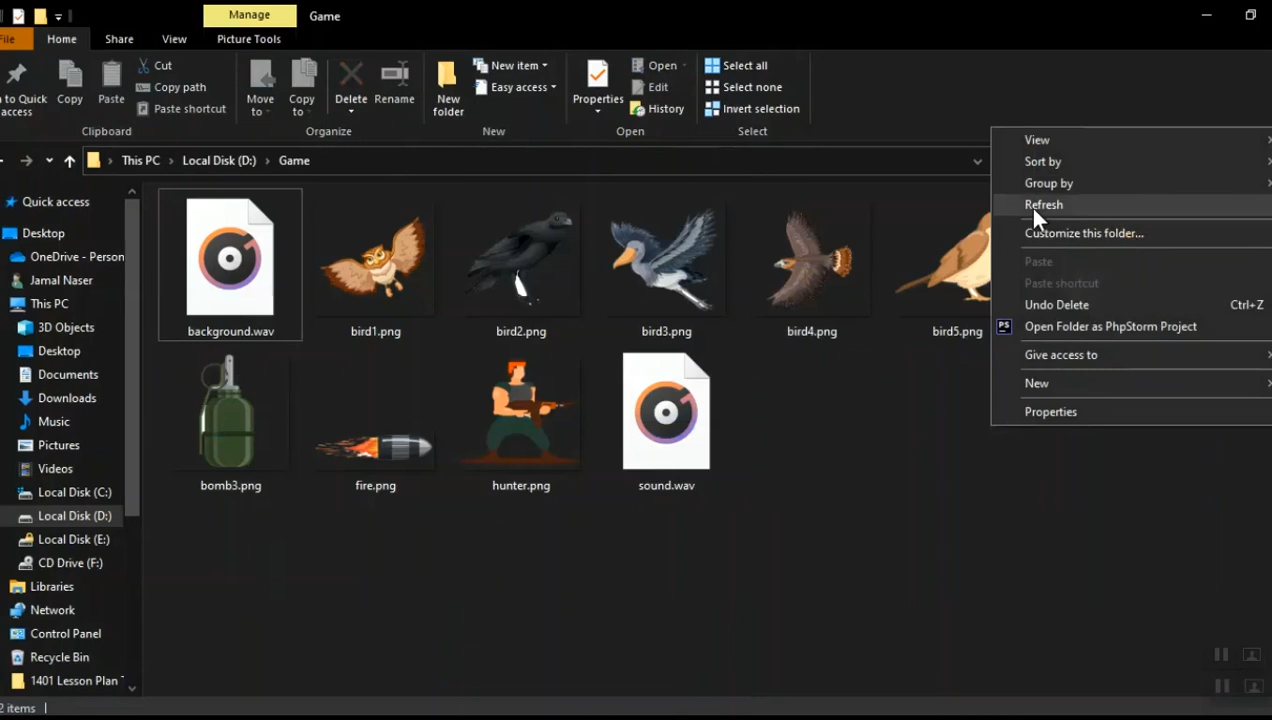 Manage
Game
File
Home
Share
View
Picture Tools
to Quick access
Copy
Paste
Cut
Copy path
Paste shortcut
Move to
Copy to
Delete
Rename
New folder
New item
Easy access
Properties
Open
Edit
History
Select all
Select none
Invert selection
Clipboard
Organize
New
Open
Select
This PC
Local Disk (D:)
Game
Quick access
Desktop
OneDrive - Person
Jamal Naser
This PC
3D Objects
Desktop
Documents
Downloads
Music
Pictures
Videos
Local Disk (C:)
Local Disk (D:)
Local Disk (E:)
CD Drive (F:)
Libraries
Network
Control Panel
Recycle Bin
1401 Lesson Plan
background.wav
bird1.png
bird2.png
bird3.png
bird4.png
bird5.png
bomb3.png
fire.png
hunter.png
sound.wav
View
Sort by
Group by
Refresh
Customize this folder...
Paste
Paste shortcut
Undo Delete Ctrl+Z
PS Open Folder as PhpStorm Project
Give access to
New
Properties
2 items